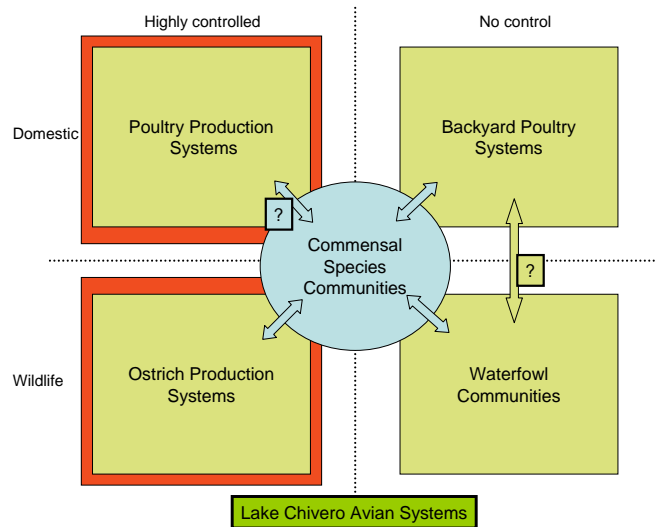 Highly controlled
No control
Domestic
Poultry Production
Systems
Backyard Poultry
Systems
?
Commensal
Species
Communities
?
Wildlife
Ostrich Production
Systems
Waterfowl
Communities
Lake Chivero Avian Systems